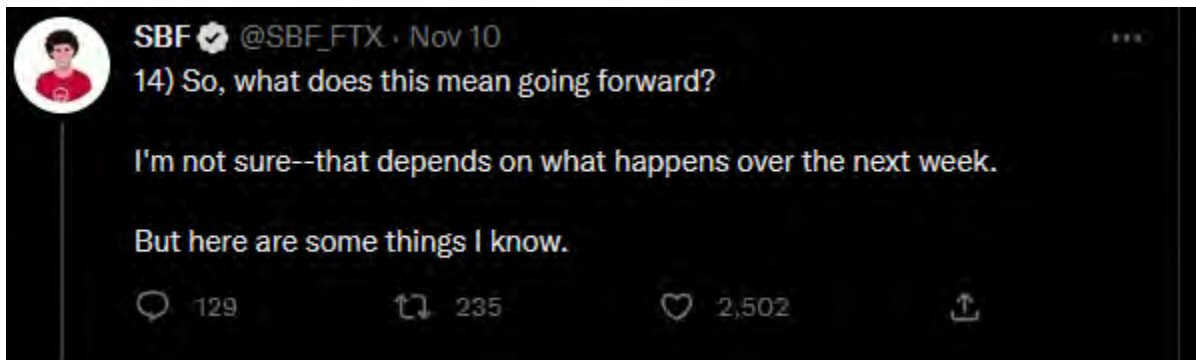 SBF @SBF_FTX · Nov 10
14) So, what does this mean going forward?
I'm not sure--that depends on what happens over the next week.
But here are some things I know.
129 235 2,502